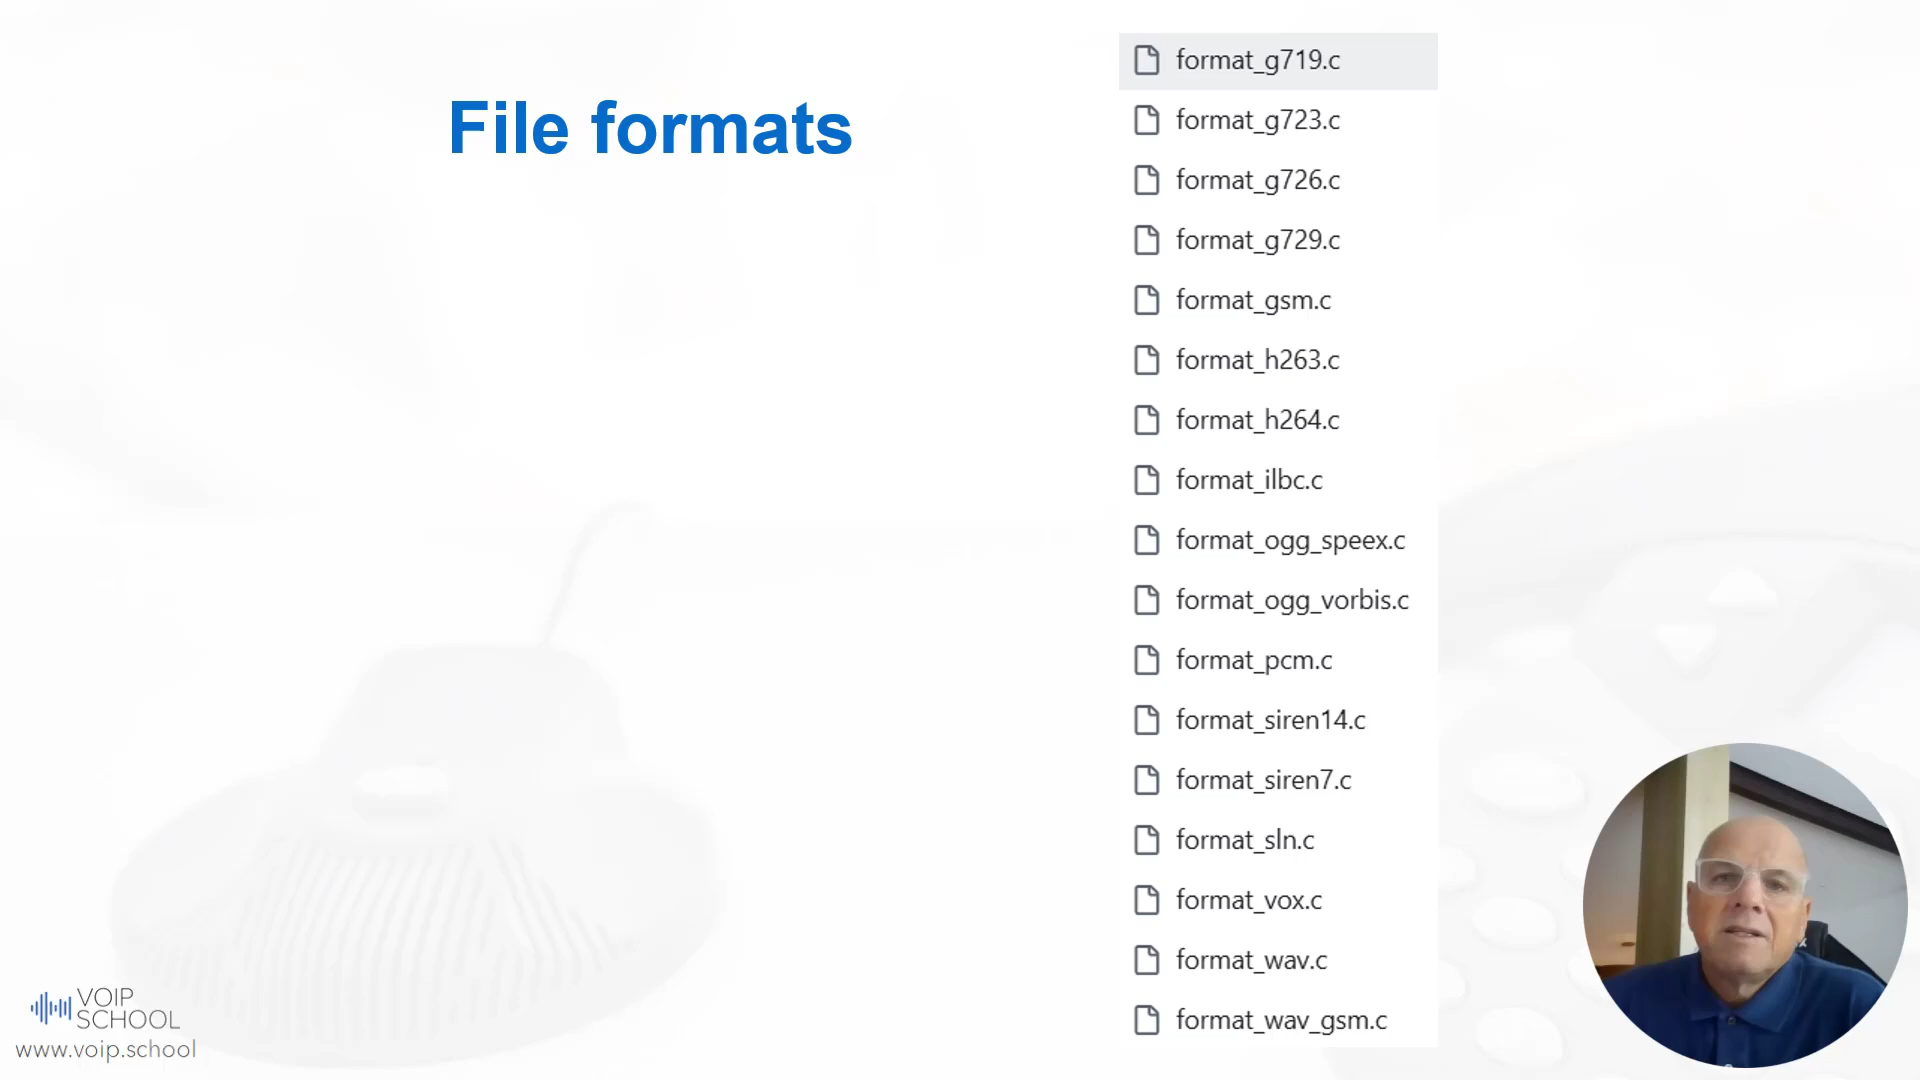 File formats
format_g719.c
format_g723.c
format_g726.c
format_g729.c
format_gsm.c
format_h263.c
format_h264.c
format_ilbc.c
format_ogg_speex.c
format_ogg_vorbis.c
format_pcm.c
format_siren14.c
format_siren7.c
format_sln.c
format_vox.c
format_wav.c
format_wav_gsm.c
VOIP
SCHOOL
www.voip.school